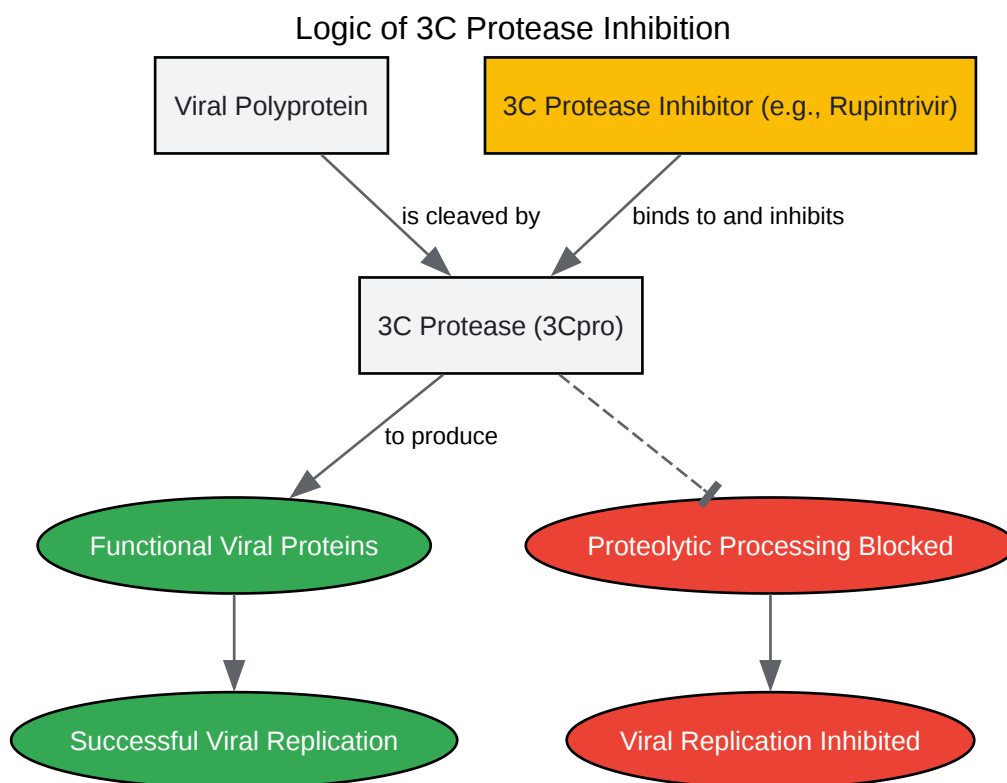 Logic of 3C Protease Inhibition
Viral Polyprotein
3C Protease Inhibitor (e.g., Rupintrivir)
is cleaved by
binds to and inhibits
3C Protease (3Cpro)
to produce
Functional Viral Proteins
Proteolytic Processing Blocked
Successful Viral Replication
Viral Replication Inhibited